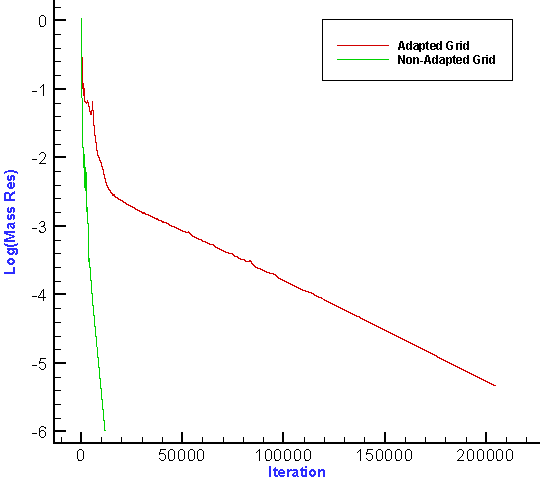 0
-1
-2
-3
-4
-5
-6
Log(Mass Res)
Adapted Grid
Non-Adapted Grid
0 50000 100000 150000 200000
Iteration